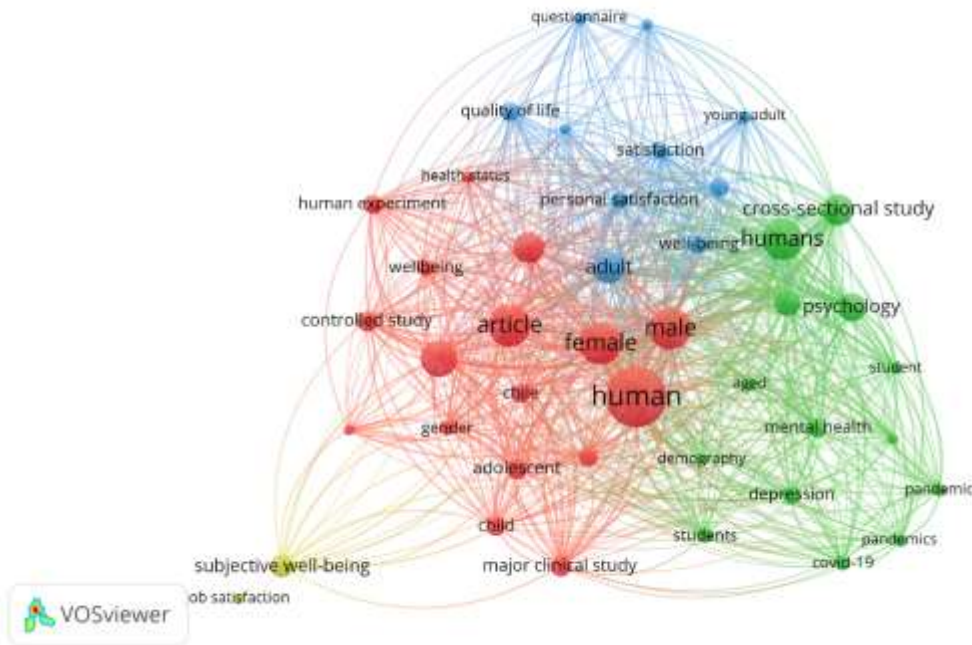 questionnaire
quality of life
young adult
satisfaction
health status
human experiment
personal satisfaction
cross-sectional study
humans
well-being
wellbeing
adult
psychology
controlled study
article
male
female
student
aged
chile
human
gender
mental health
demography
adolescent
depression
pandemic
child
students
pandemics
subjective well-being
major clinical study
covid-19
ob satisfaction
VOSviewer